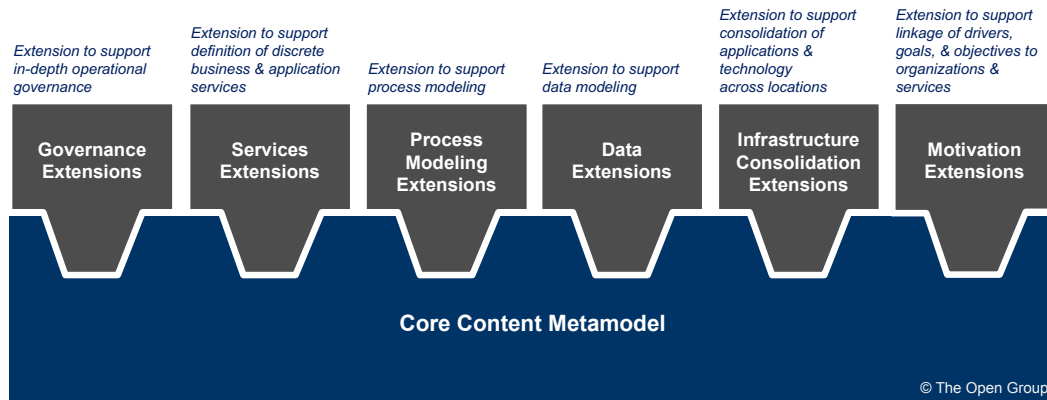 Extension to support
in-depth operational
governance
Extension to support
definition of discrete
business & application
services
Extension to support
process modeling
Extension to support
data modeling
Extension to support
consolidation of
applications &
technology
across locations
Extension to support
linkage of drivers,
goals, & objectives to
organizations &
services
Governance
Extensions
Services
Extensions
Process
Modeling
Extensions
Data
Extensions
Infrastructure
Consolidation
Extensions
Motivation
Extensions
Core Content Metamodel
© The Open Group